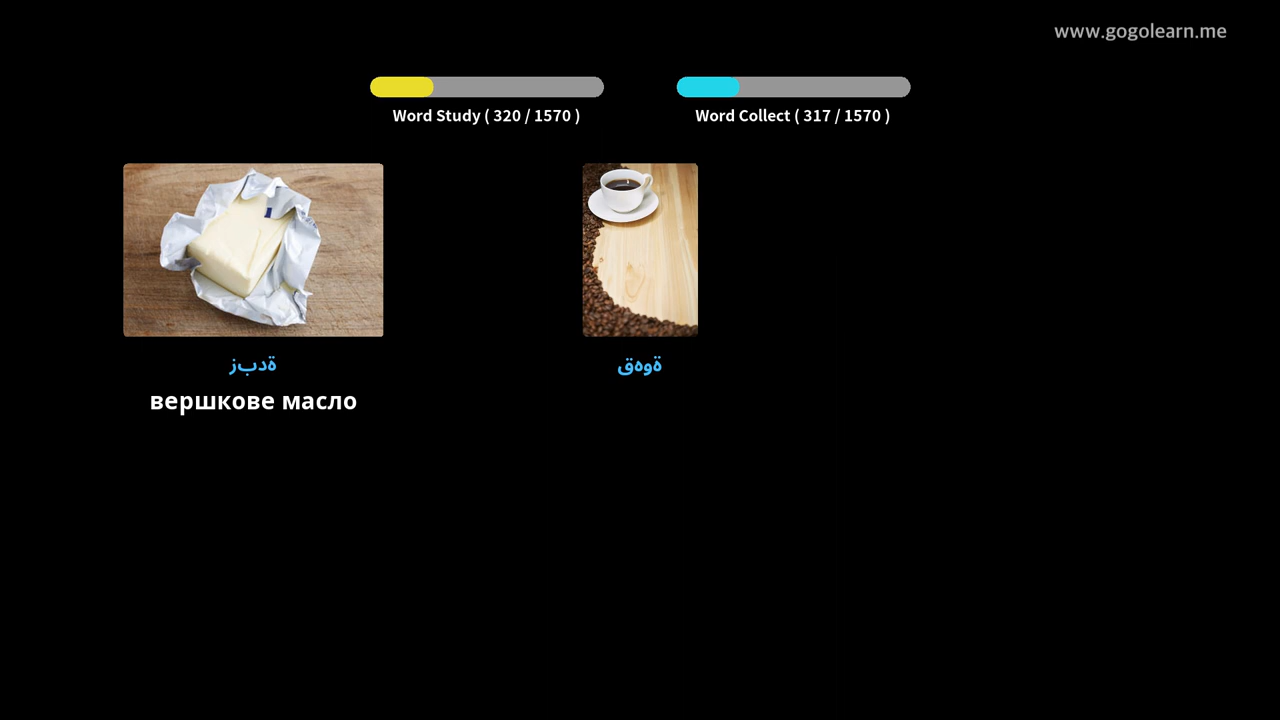 www.gogolearn.me
Word Study ( 320 / 1570 )
Word Collect ( 317 / 1570 )
ةدبز
вершкове масло
ةوهق